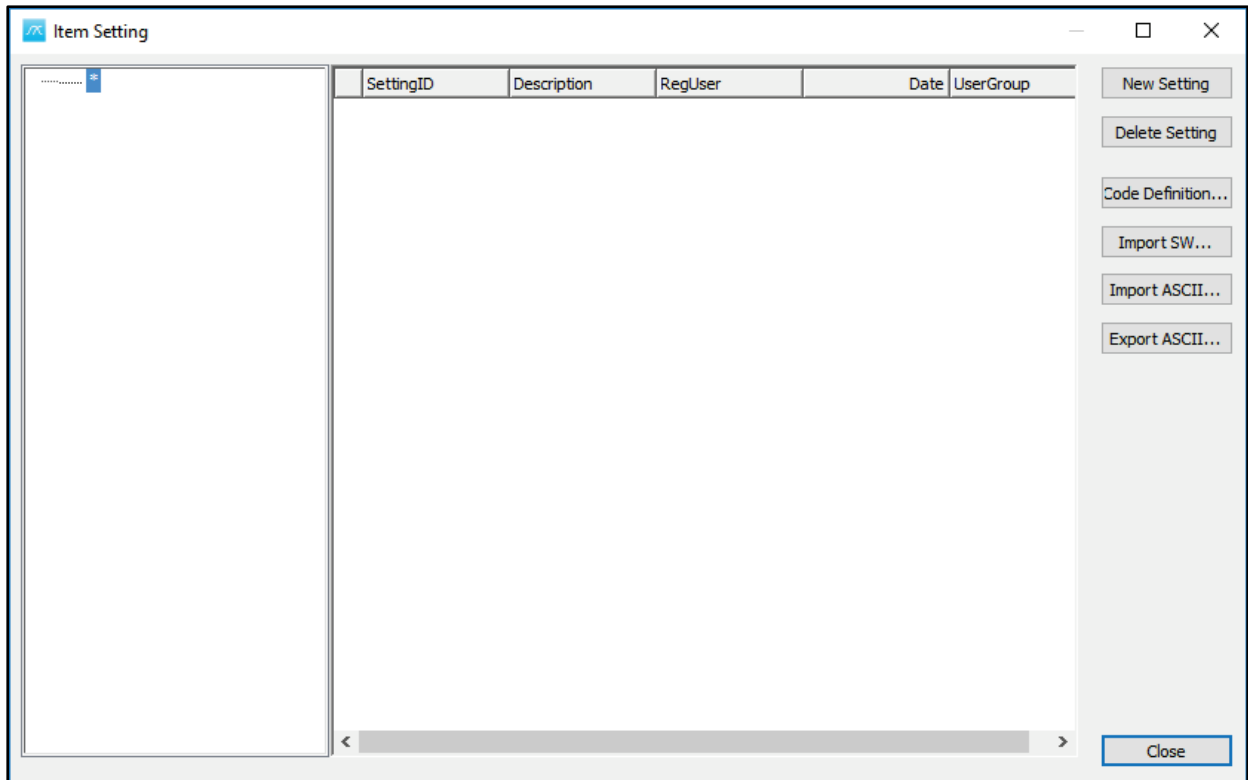 Item Setting
*
SettingID Description RegUser Date UserGroup
New Setting
Delete Setting
Code Definition...
Import SW...
Import ASCII...
Export ASCII...
Close